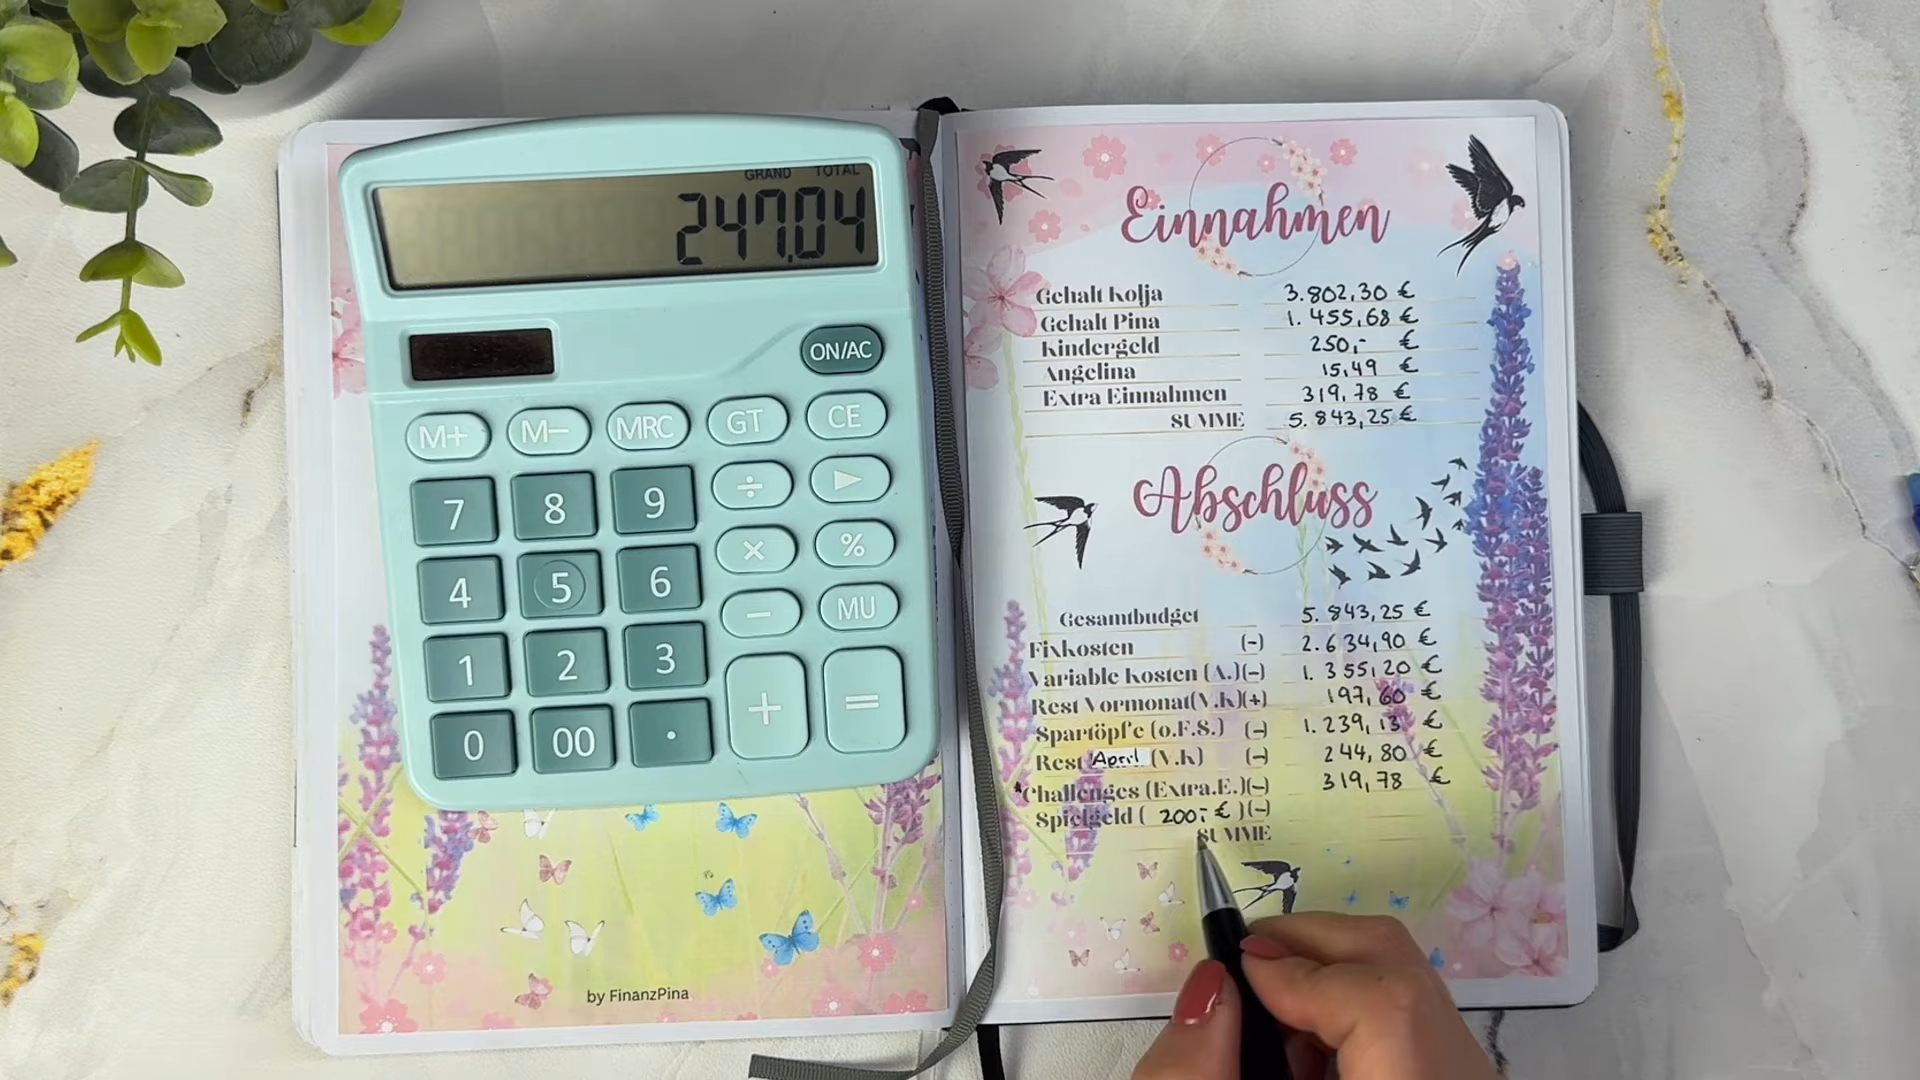 GRAND TOTAL
247.04
ON/AC
M+ M− MRC GT CE
7 8 9 ÷ ▶
4 5 6 × %
1 2 3 − MU
0 00 . + =
by FinanzPina
Einnahmen
Gehalt Kolja 3.802,30 €
Gehalt Pina 1.455,68 €
Kindergeld 250,- €
Angelina 15,49 €
Extra Einnahmen 319,78 €
SUMME 5.843,25 €
Abschluss
Gesamtbudget 5.843,25 €
Fixkosten (-) 2.634,90 €
Variable Kosten (A.)(-) 1.355,20 €
Rest Vormonat(V.K)(+) 197,60 €
Spartöpfe (o.F.S.) (-) 1.239,13 €
Rest April (V.K) (-) 244,80 €
*Challenges (Extra.E.)(-) 319,78 €
Spielgeld ( 200,- € )(-)
SUMME